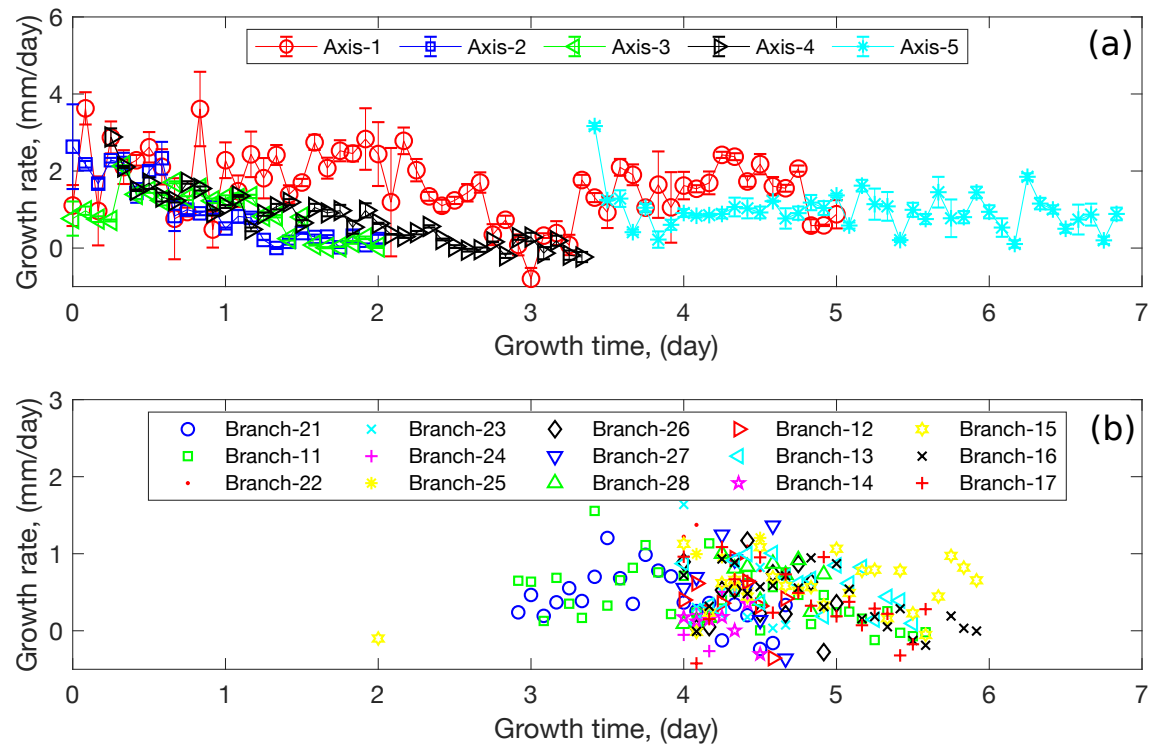 (a)
Axis-1 Axis-2 Axis-3 Axis-4 Axis-5
Growth rate, (mm/day)
6
4
2
0
0 1 2 3 4 5 6 7
Growth time, (day)
(b)
Branch-21 Branch-23 Branch-26 Branch-12 Branch-15
Branch-11 Branch-24 Branch-27 Branch-13 Branch-16
Branch-22 Branch-25 Branch-28 Branch-14 Branch-17
Growth rate, (mm/day)
3
2
1
0
0 1 2 3 4 5 6 7
Growth time, (day)